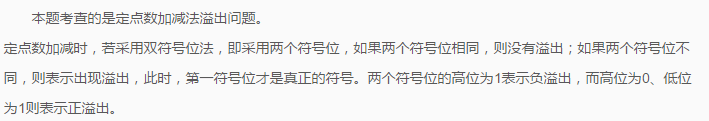 本题考查的是定点数加减法溢出问题。
定点数加减时，若采用双符号位法，即采用两个符号位，如果两个符号位相同，则没有溢出；如果两个符号位不
同，则表示出现溢出，此时，第一符号位才是真正的符号。两个符号位的高位为1表示负溢出，而高位为0、低位
为1则表示正溢出。